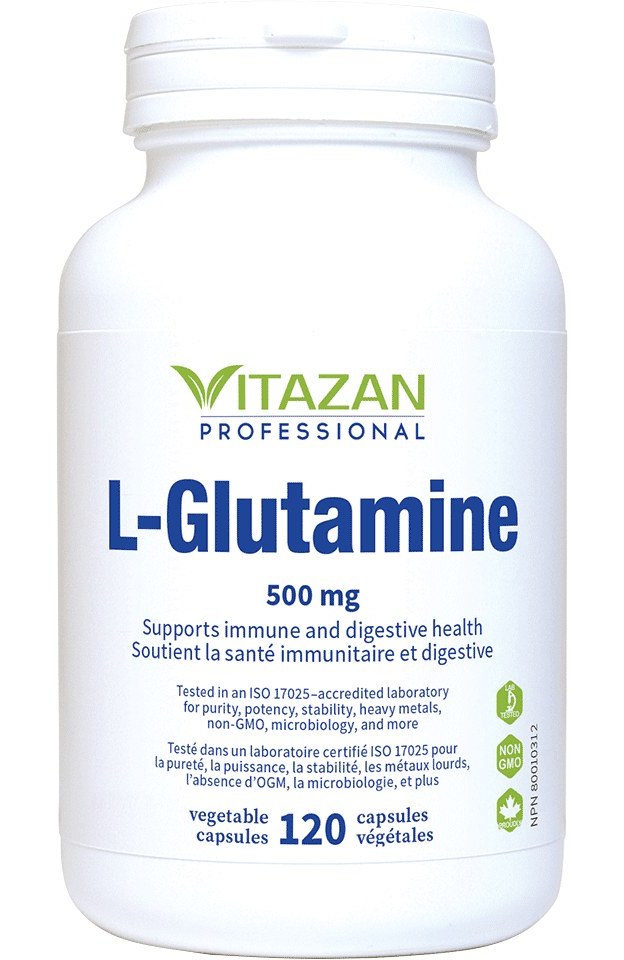 VITAZAN
PROFESSIONAL
L-Glutamine
500 mg
Supports immune and digestive health
Soutient la santé immunitaire et digestive
Tested in an ISO 17025–accredited laboratory
for purity, potency, stability, heavy metals,
non-GMO, microbiology, and more
Testé dans un laboratoire certifié ISO 17025 pour
la pureté, la puissance, la stabilité, les métaux lourds,
l’absence d’OGM, la microbiologie, et plus
vegetable
capsules
120
capsules
végétales
LAB
TESTED
NON
GMO
PROUDLY
NPN 80010312